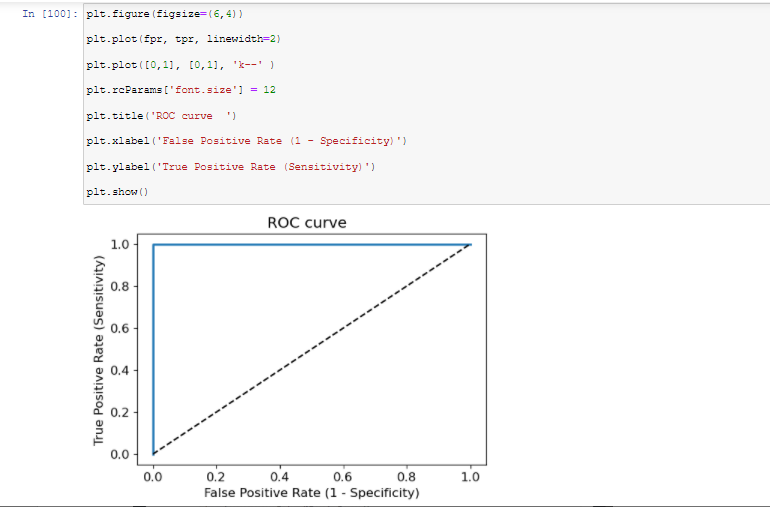 In [100]: plt.figure(figsize=(6,4))
plt.plot(fpr, tpr, linewidth=2)
plt.plot([0,1], [0,1], 'k--' )
plt.rcParams['font.size'] = 12
plt.title('ROC curve  ')
plt.xlabel('False Positive Rate (1 - Specificity)')
plt.ylabel('True Positive Rate (Sensitivity)')
plt.show()
ROC curve
True Positive Rate (Sensitivity)
1.0
0.8
0.6
0.4
0.2
0.0
0.0 0.2 0.4 0.6 0.8 1.0
False Positive Rate (1 - Specificity)